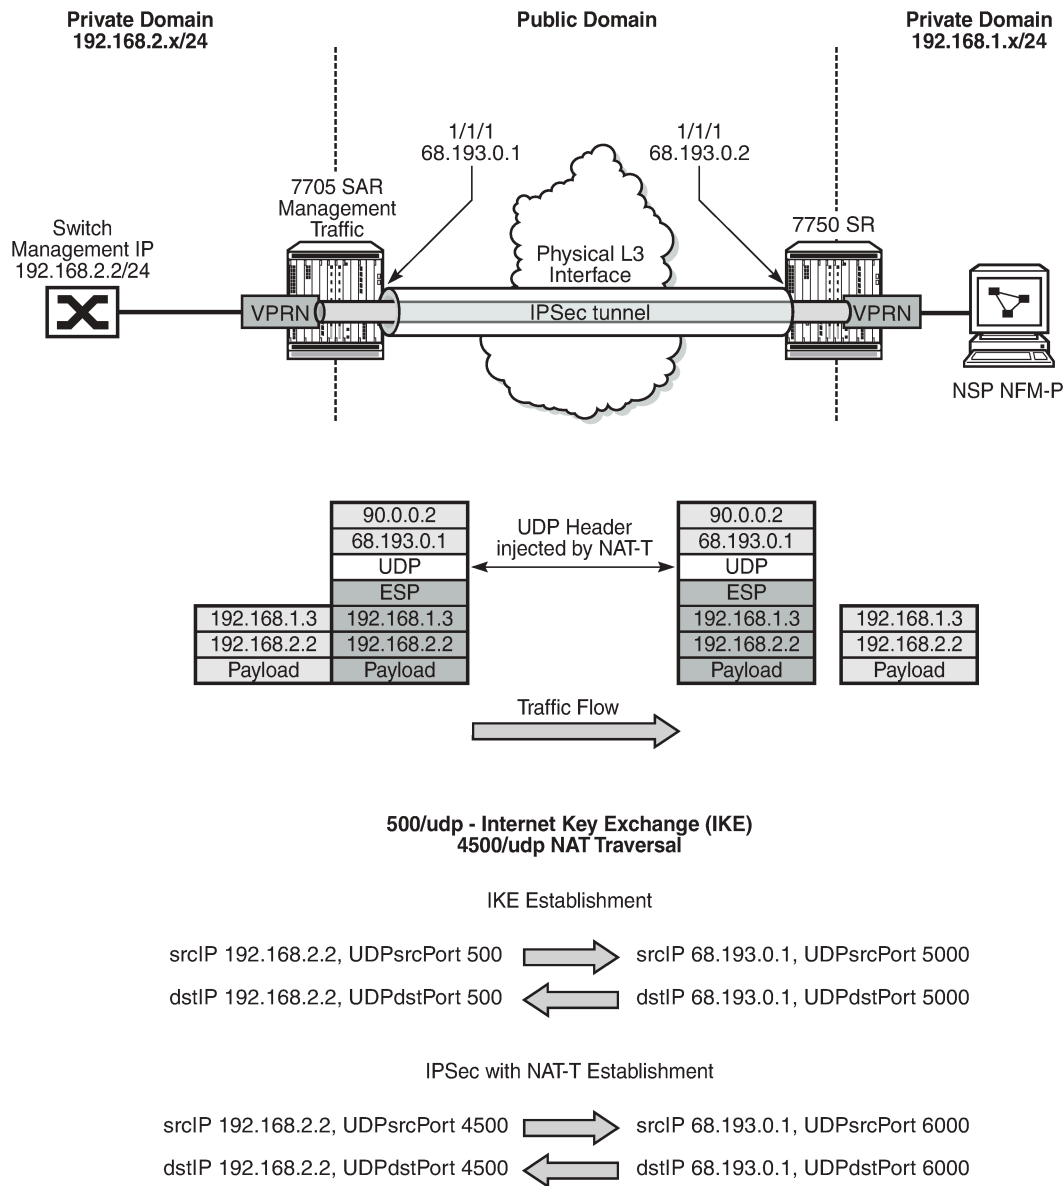 Private Domain
192.168.2.x/24
Public Domain
Private Domain
192.168.1.x/24
1/1/1
68.193.0.1
1/1/1
68.193.0.2
7705 SAR
Management
Traffic
7750 SR
Switch
Management IP
192.168.2.2/24
Physical L3
Interface
VPRN
IPSec tunnel
VPRN
NSP NFM-P
90.0.0.2
68.193.0.1
UDP
ESP
192.168.1.3
192.168.2.2
Payload
192.168.1.3
192.168.2.2
Payload
UDP Header
injected by NAT-T
90.0.0.2
68.193.0.1
UDP
ESP
192.168.1.3
192.168.2.2
Payload
192.168.1.3
192.168.2.2
Payload
Traffic Flow
500/udp - Internet Key Exchange (IKE)
4500/udp NAT Traversal
IKE Establishment
srcIP 192.168.2.2, UDPsrcPort 500
srcIP 68.193.0.1, UDPsrcPort 5000
dstIP 192.168.2.2, UDPdstPort 500
dstIP 68.193.0.1, UDPdstPort 5000
IPSec with NAT-T Establishment
srcIP 192.168.2.2, UDPsrcPort 4500
srcIP 68.193.0.1, UDPsrcPort 6000
dstIP 192.168.2.2, UDPdstPort 4500
dstIP 68.193.0.1, UDPdstPort 6000